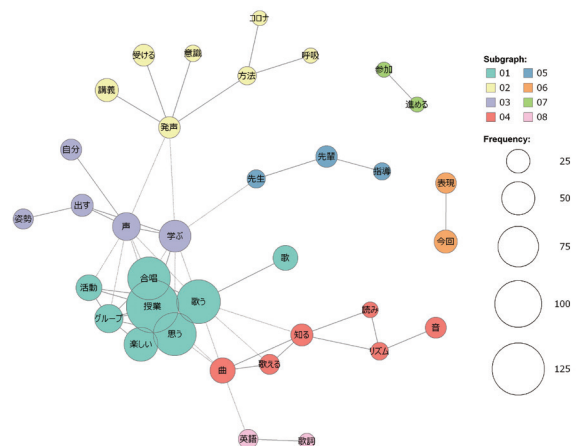 コロナ
受ける
意識
方法
呼吸
講義
発声
参加
進める
自分
先生
先輩
指導
出す
姿勢
声
学ぶ
表現
今回
合唱
歌
活動
授業
歌う
グループ
楽しい
思う
知る
読み
リズム
音
曲
歌える
英語
歌詞
Subgraph:
01 05
02 06
03 07
04 08
Frequency:
25
50
75
100
125